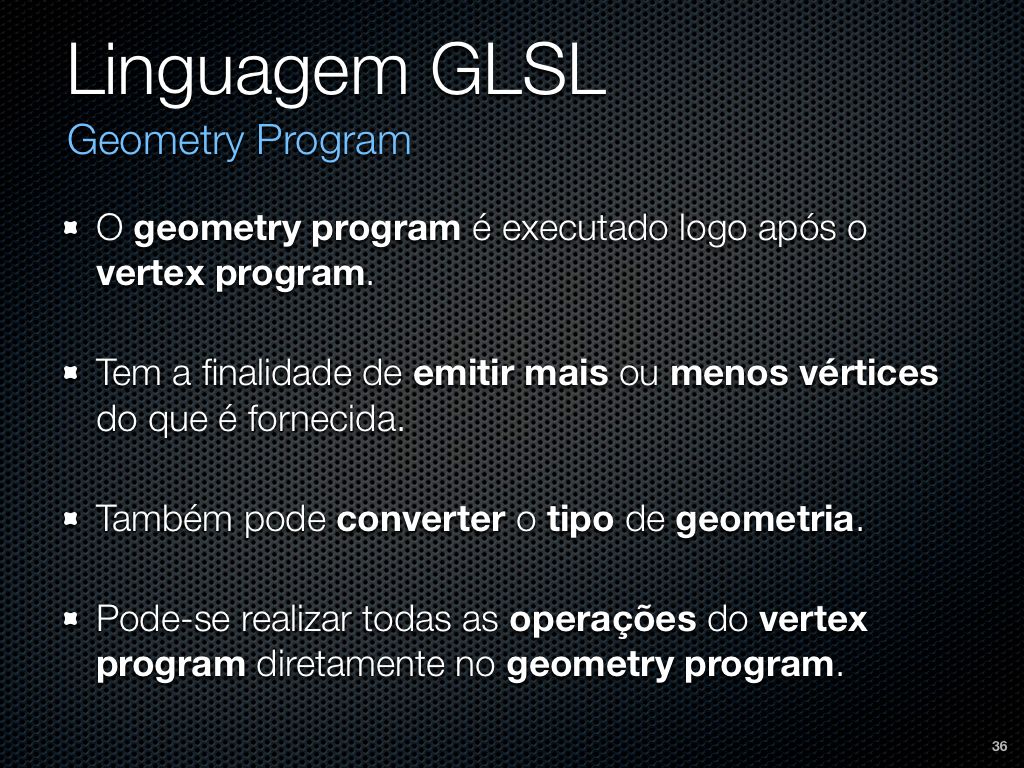 Linguagem GLSL
Geometry Program
O geometry program é executado logo após o
vertex program.
Tem a finalidade de emitir mais ou menos vértices
do que é fornecida.
Também pode converter o tipo de geometria.
Pode-se realizar todas as operações do vertex
program diretamente no geometry program.
36